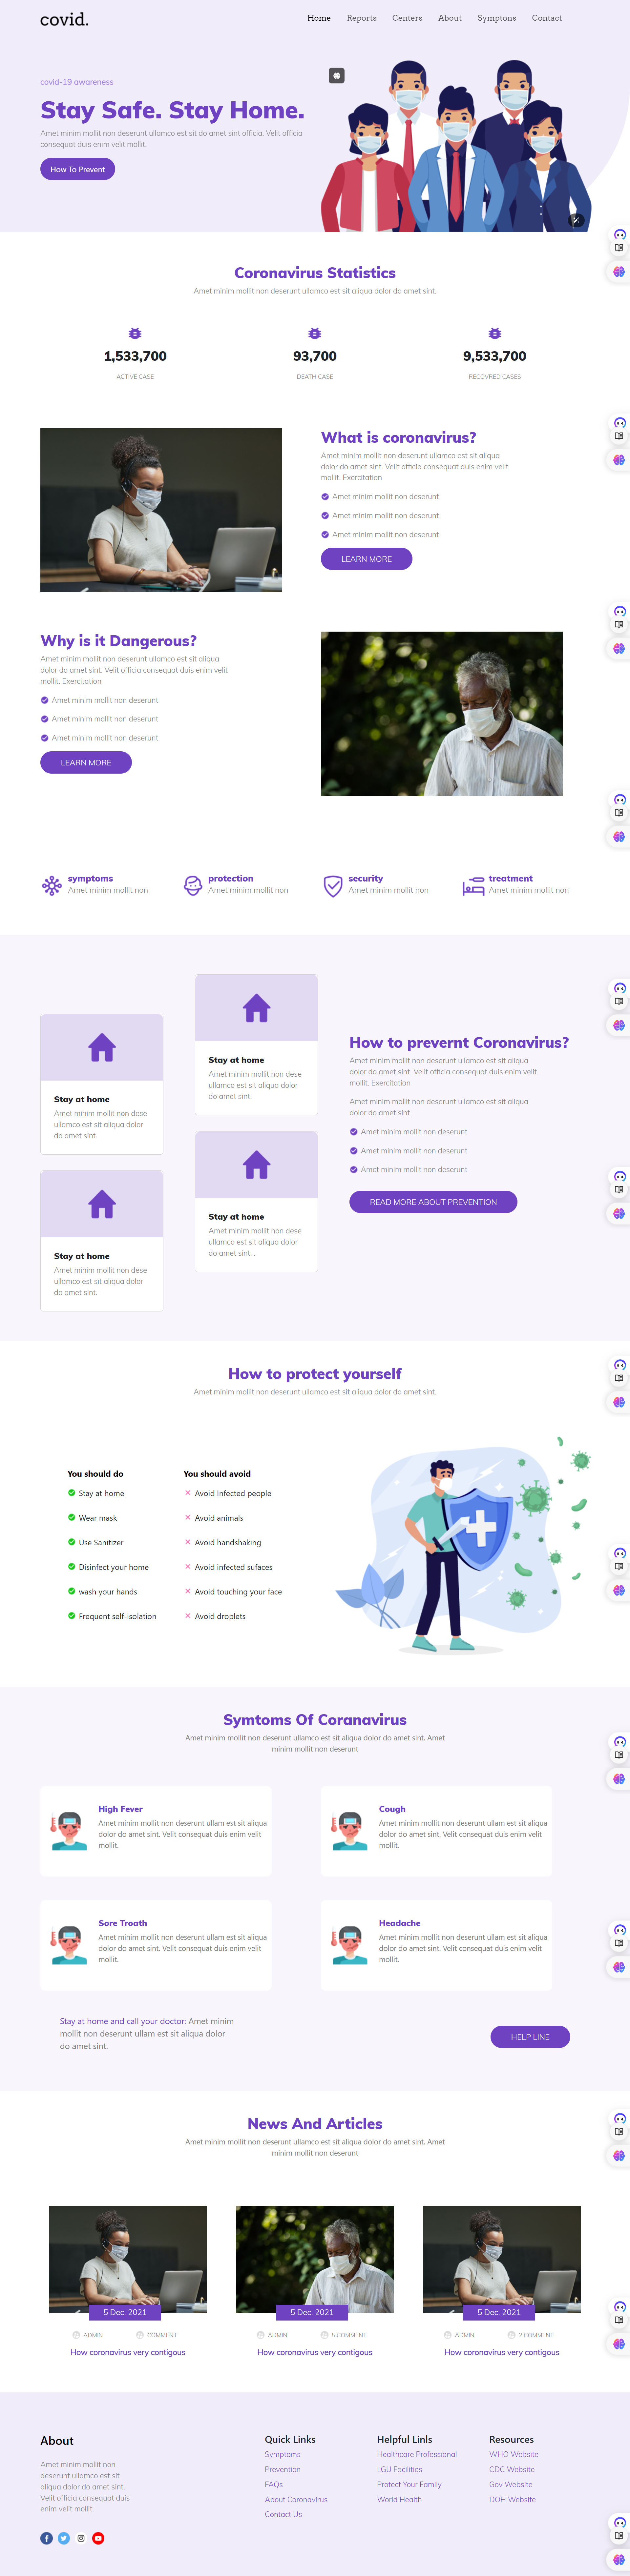 covid.
Home Reports Centers About Symptons Contact
covid-19 awareness
Stay Safe. Stay Home.
Amet minim mollit non deserunt ullamco est sit do amet sint officia. Velit officia
consequat duis enim velit mollit.
How To Prevent
Coronavirus Statistics
Amet minim mollit non deserunt ullamco est sit aliqua dolor do amet sint.
1,533,700
ACTIVE CASE
93,700
DEATH CASE
9,533,700
RECOVRED CASES
What is coronavirus?
Amet minim mollit non deserunt ullamco est sit aliqua
dolor do amet sint. Velit officia consequat duis enim velit
mollit. Exercitation
Amet minim mollit non deserunt
Amet minim mollit non deserunt
Amet minim mollit non deserunt
LEARN MORE
Why is it Dangerous?
Amet minim mollit non deserunt ullamco est sit aliqua
dolor do amet sint. Velit officia consequat duis enim velit
mollit. Exercitation
Amet minim mollit non deserunt
Amet minim mollit non deserunt
Amet minim mollit non deserunt
LEARN MORE
symptoms
Amet minim mollit non
protection
Amet minim mollit non
security
Amet minim mollit non
treatment
Amet minim mollit non
Stay at home
Amet minim mollit non dese
ullamco est sit aliqua dolor
do amet sint.
Stay at home
Amet minim mollit non dese
ullamco est sit aliqua dolor
do amet sint.
Stay at home
Amet minim mollit non dese
ullamco est sit aliqua dolor
do amet sint.
Stay at home
Amet minim mollit non dese
ullamco est sit aliqua dolor
do amet sint. .
How to prevernt Coronavirus?
Amet minim mollit non deserunt ullamco est sit aliqua
dolor do amet sint. Velit officia consequat duis enim velit
mollit. Exercitation
Amet minim mollit non deserunt ullamco est sit aliqua
dolor do amet sint.
Amet minim mollit non deserunt
Amet minim mollit non deserunt
Amet minim mollit non deserunt
READ MORE ABOUT PREVENTION
How to protect yourself
Amet minim mollit non deserunt ullamco est sit aliqua dolor do amet sint.
You should do
Stay at home
Wear mask
Use Sanitizer
Disinfect your home
wash your hands
Frequent self-isolation
You should avoid
Avoid Infected people
Avoid animals
Avoid handshaking
Avoid infected sufaces
Avoid touching your face
Avoid droplets
Symtoms Of Coranavirus
Amet minim mollit non deserunt ullamco est sit aliqua dolor do amet sint. Amet
minim mollit non deserunt
High Fever
Amet minim mollit non deserunt ullam est sit aliqua
dolor do amet sint. Velit consequat duis enim velit
mollit.
Cough
Amet minim mollit non deserunt ullam est sit aliqua
dolor do amet sint. Velit consequat duis enim velit
mollit.
Sore Troath
Amet minim mollit non deserunt ullam est sit aliqua
dolor do amet sint. Velit consequat duis enim velit
mollit.
Headache
Amet minim mollit non deserunt ullam est sit aliqua
dolor do amet sint. Velit consequat duis enim velit
mollit.
Stay at home and call your doctor: Amet minim
mollit non deserunt ullam est sit aliqua dolor
do amet sint.
HELP LINE
News And Articles
Amet minim mollit non deserunt ullamco est sit aliqua dolor do amet sint. Amet
minim mollit non deserunt
5 Dec. 2021
ADMIN COMMENT
How coronavirus very contigous
5 Dec. 2021
ADMIN 5 COMMENT
How coronavirus very contigous
5 Dec. 2021
ADMIN 2 COMMENT
How coronavirus very contigous
About
Amet minim mollit non
deserunt ullamco est sit
aliqua dolor do amet sint.
Velit officia consequat duis
enim velit mollit.
Quick Links
Symptoms
Prevention
FAQs
About Coronavirus
Contact Us
Helpful Linls
Healthcare Professional
LGU Facilities
Protect Your Family
World Health
Resources
WHO Website
CDC Website
Gov Website
DOH Website